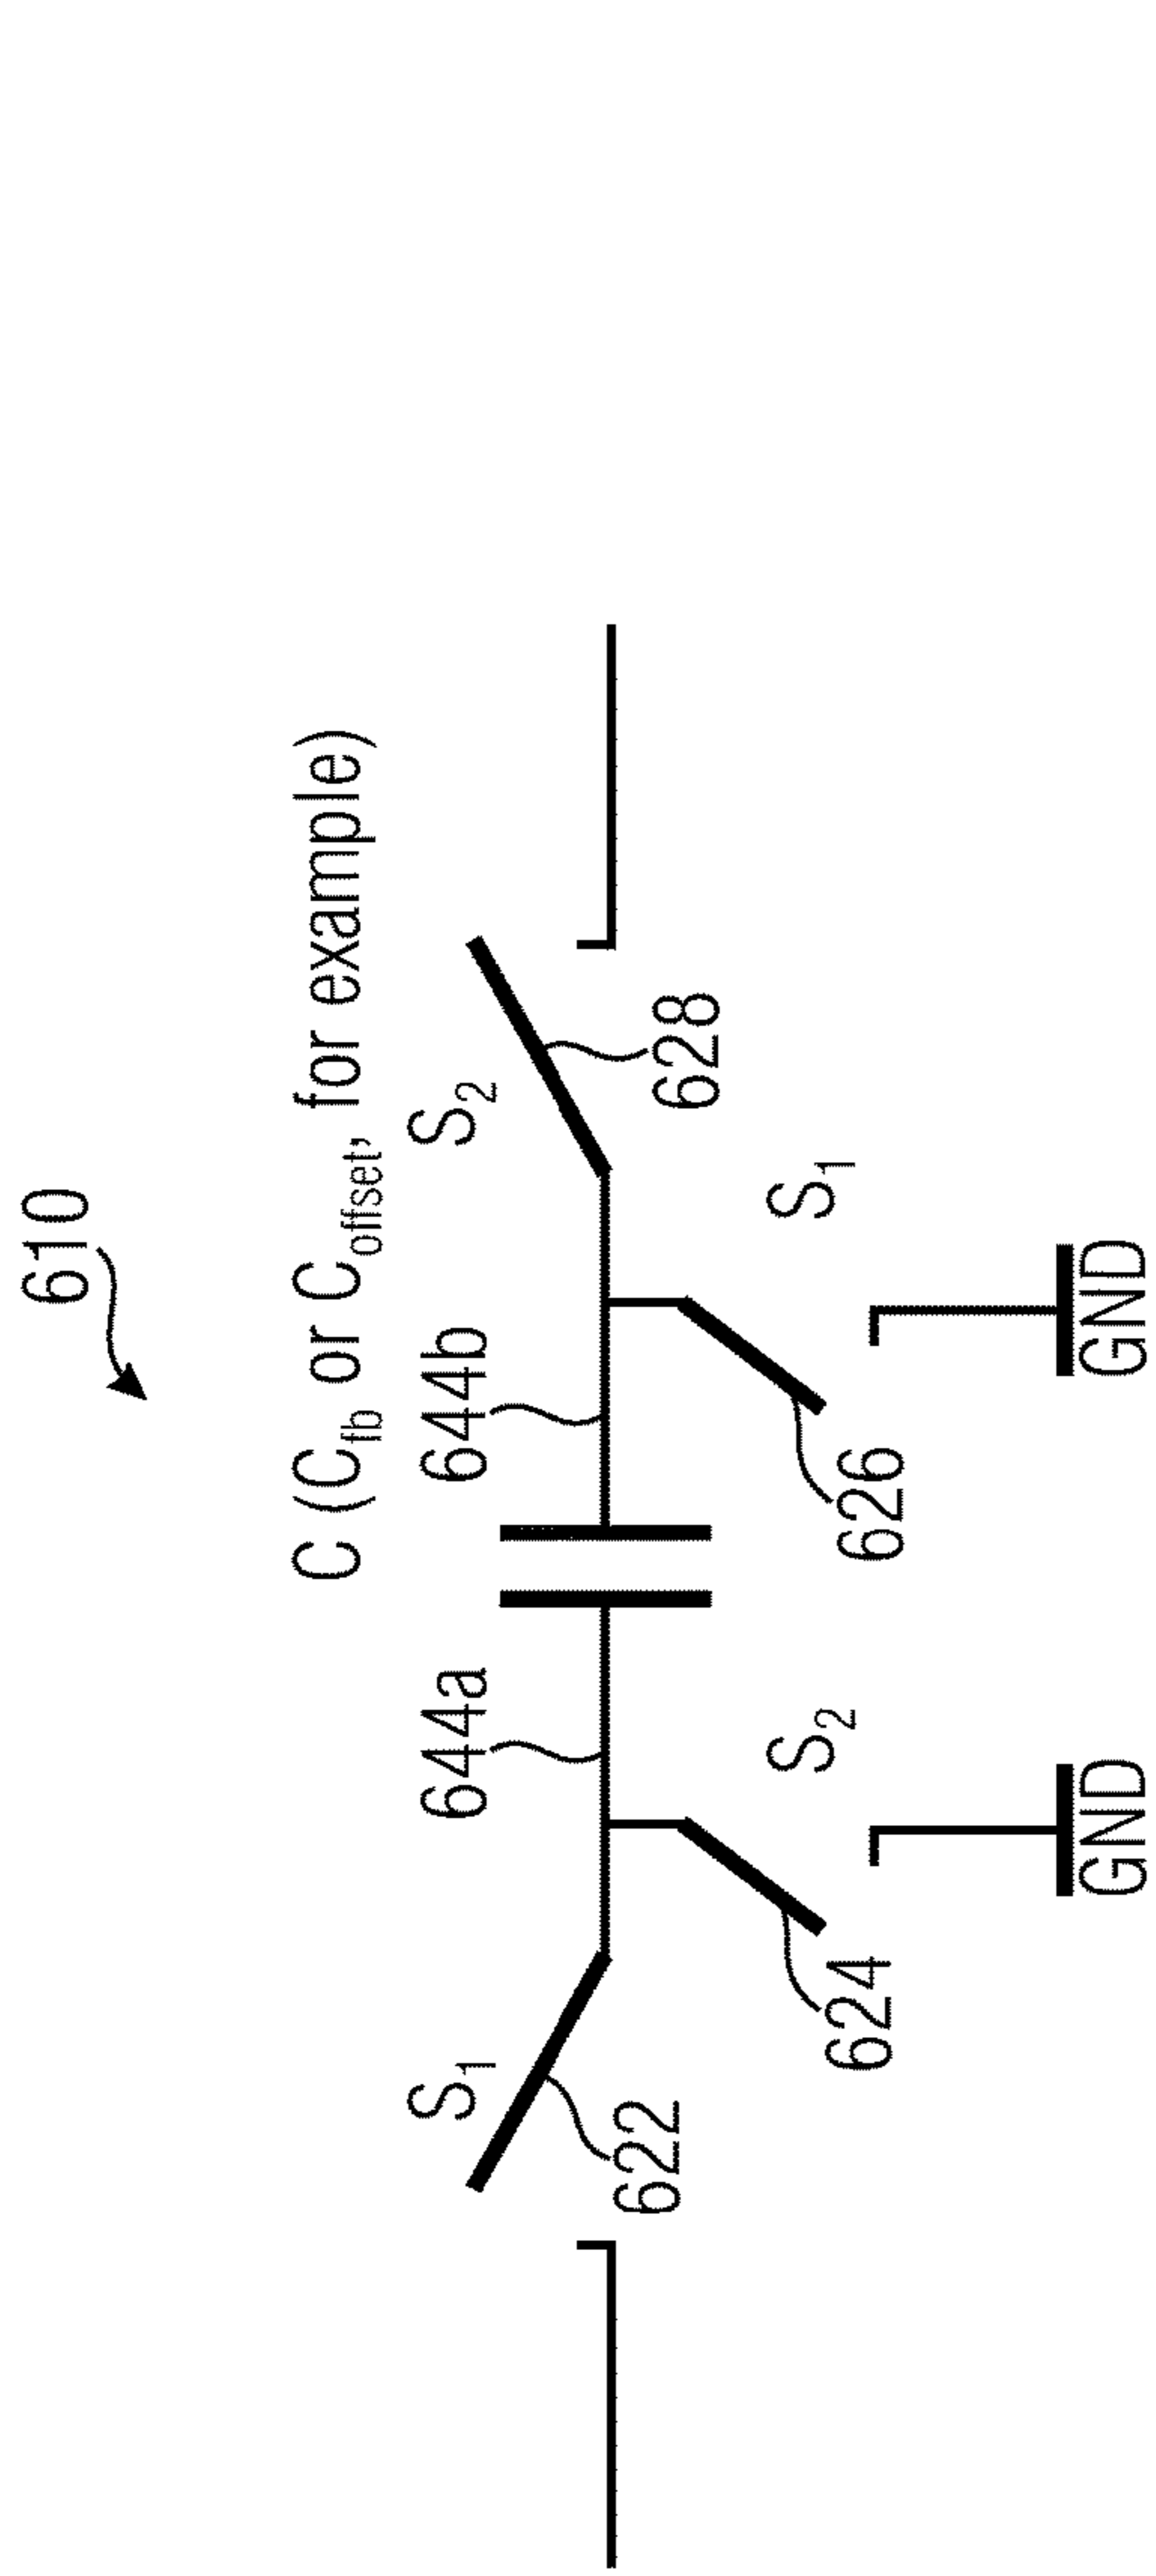 610
C (C_fb or C_offset, for example)
S₁
644a
644b
S₂
622
628
S₂
S₁
624
626
GND
GND